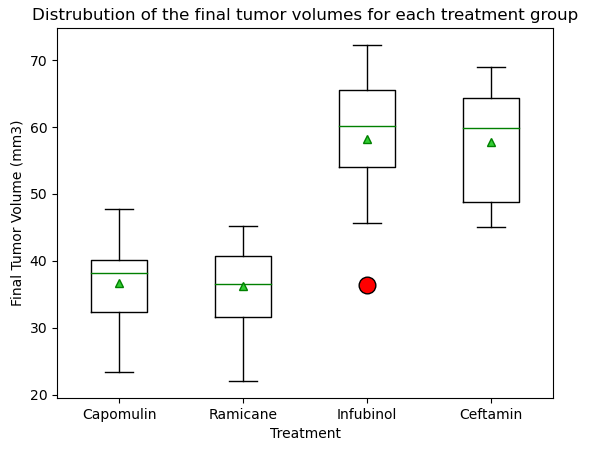 Distrubution of the final tumor volumes for each treatment group
Final Tumor Volume (mm3)
70
60
50
40
30
20
Capomulin Ramicane Infubinol Ceftamin
Treatment